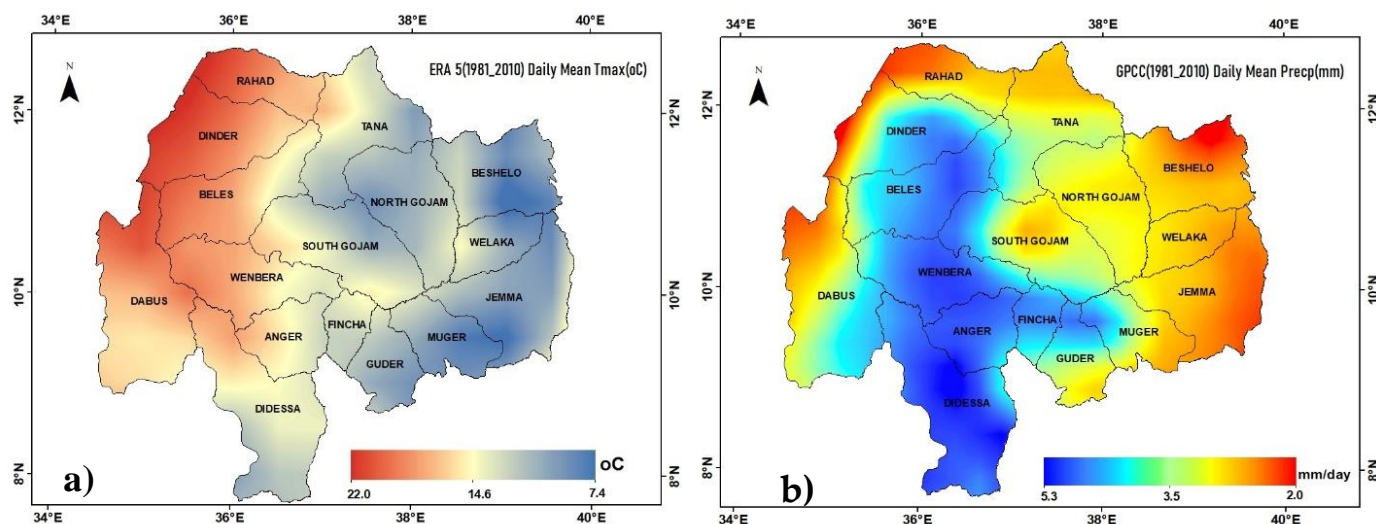 34°E 36°E 38°E 40°E
ERA 5(1981_2010) Daily Mean Tmax(oC)
N
12°N 12°N
10°N 10°N
8°N 8°N
RAHAD
TANA
DINDER
BESHELO
BELES
NORTH GOJAM
SOUTH GOJAM
WELAKA
WENBERA
DABUS
JEMMA
FINCHA
ANGER
MUGER
GUDER
DIDESSA
oC
22.0 14.6 7.4
a)
34°E 36°E 38°E 40°E
34°E 36°E 38°E 40°E
GPCC(1981_2010) Daily Mean Precp(mm)
N
12°N 12°N
10°N 10°N
8°N 8°N
RAHAD
TANA
DINDER
BESHELO
BELES
NORTH GOJAM
SOUTH GOJAM
WELAKA
WENBERA
DABUS
JEMMA
FINCHA
ANGER
MUGER
GUDER
DIDESSA
mm/day
5.3 3.5 2.0
b)
34°E 36°E 38°E 40°E